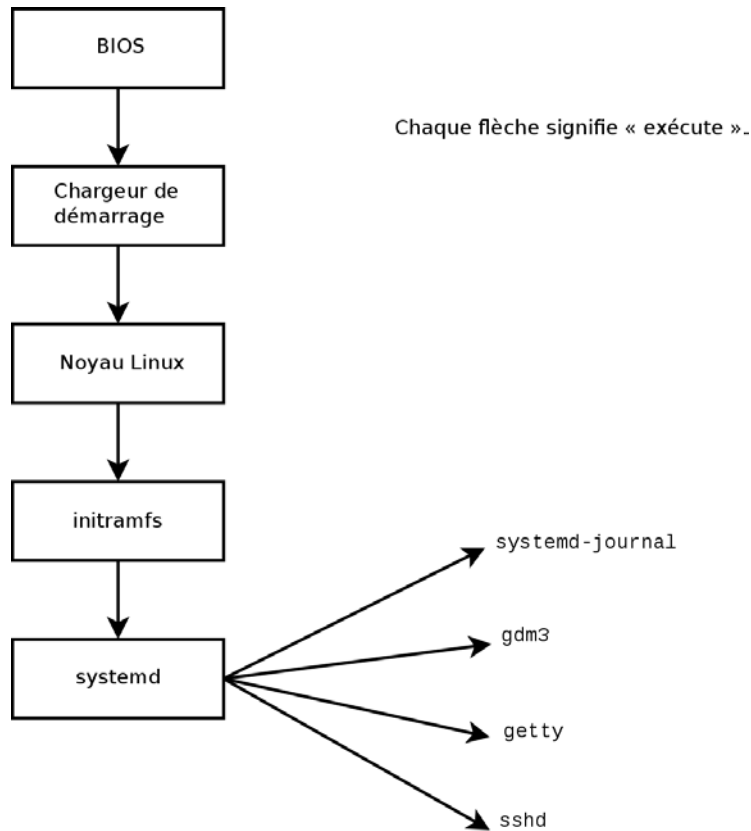 BIOS
Chaque flèche signifie « exécute ».
Chargeur de
démarrage
Noyau Linux
initramfs
systemd
systemd-journal
gdm3
getty
sshd